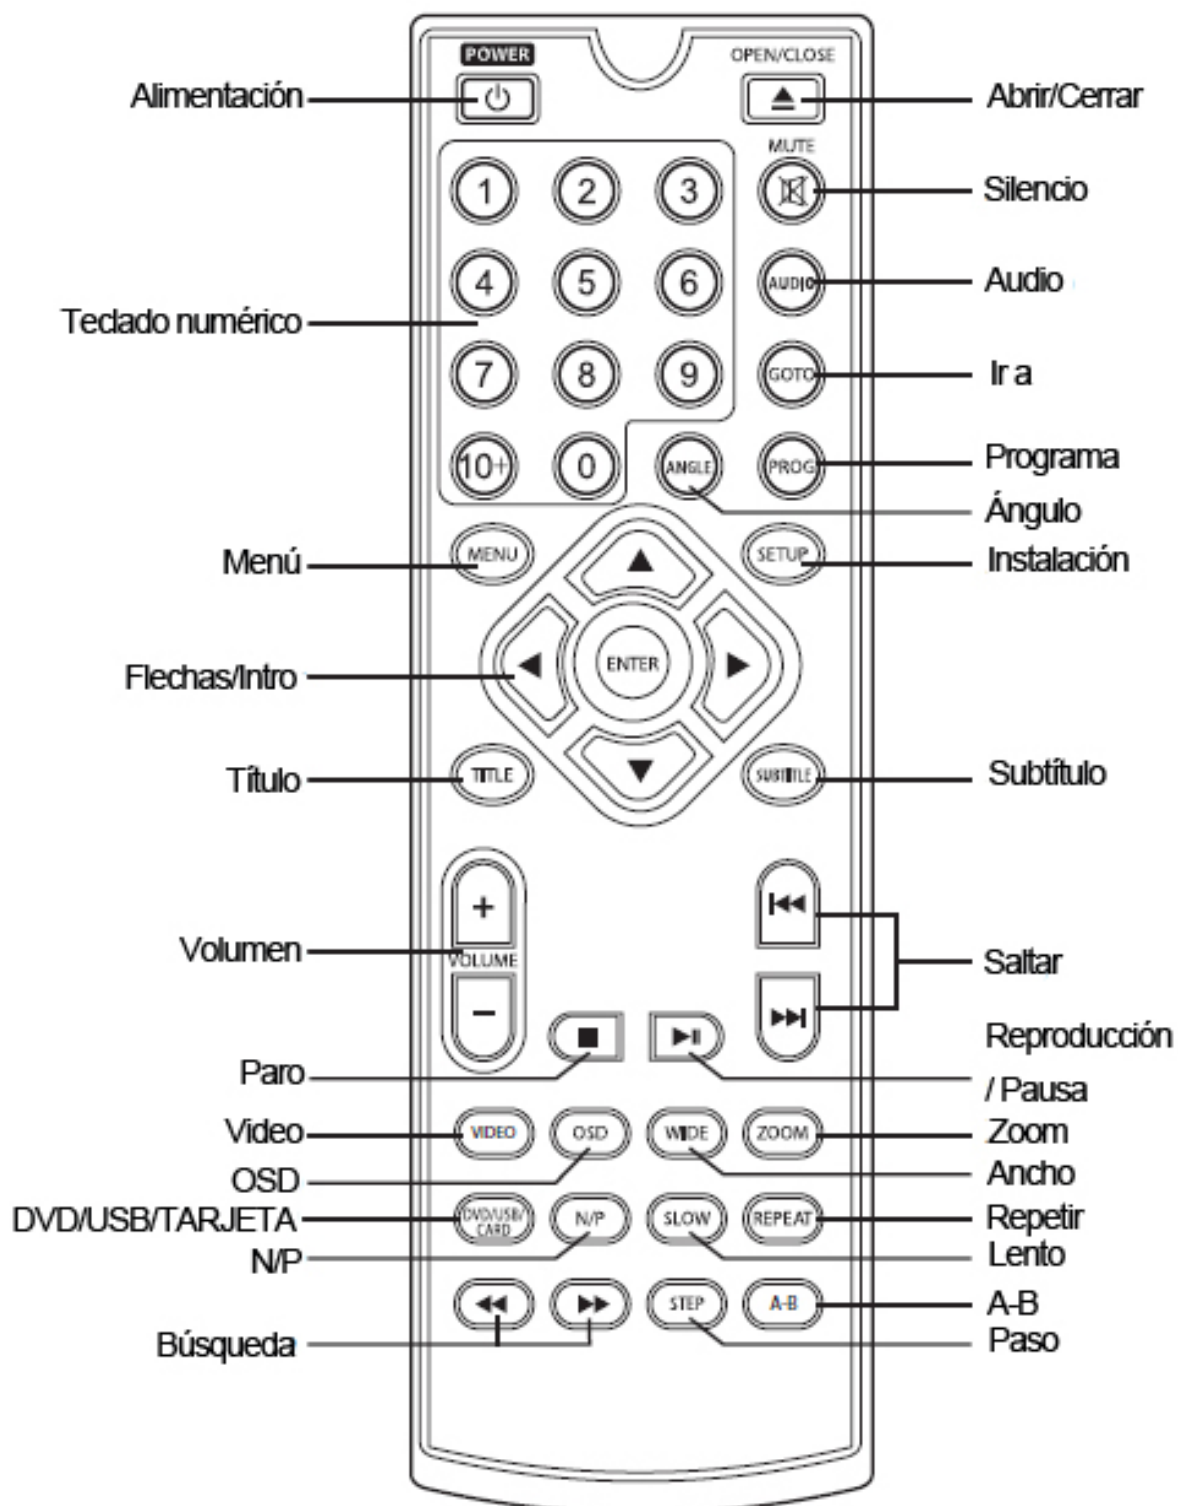 POWER
OPEN/CLOSE
Alimentación
Abrir/Cerrar
MUTE
1 2 3
Silencio
4 5 6 AUDIO
Audio
Teclado numérico
7 8 9 GOTO
Ir a
10+ 0 ANGLE PROG
Programa
Ángulo
MENU
SETUP
Menú
Instalación
ENTER
Flechas/Intro
TITLE
SUBTITLE
Título
Subtítulo
+
Volumen
VOLUME
Saltar
−
Reproducción
/ Pausa
Paro
Video
VIDEO OSD WIDE ZOOM
Zoom
OSD
Ancho
DVD/USB/TARJETA
DVD/USB/
CARD
N/P SLOW REPEAT
Repetir
N/P
Lento
STEP A-B
A-B
Búsqueda
Paso